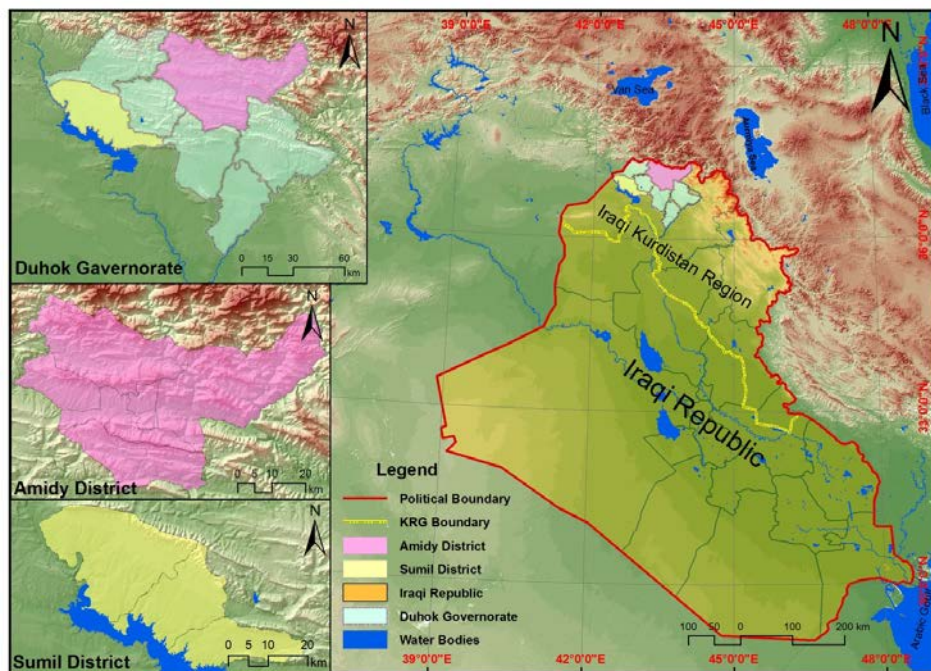 39°0'0"E
42°0'0"E
45°0'0"E
48°0'0"E
N
N
Duhok Gavernorate
0 15 30 60
km
N
Amidy District
0 5 10 20
km
N
Sumil District
0 5 10 20
km
Van Sea
Black Sea
36°0'0"N
Iraqi Kurdistan Region
Iraqi Republic
33°0'0"N
Legend
Political Boundary
KRG Boundary
Amidy District
Sumil District
Iraqi Republic
Duhok Governorate
Water Bodies
100 50 0 100 200 km
39°0'0"E
42°0'0"E
45°0'0"E
48°0'0"E